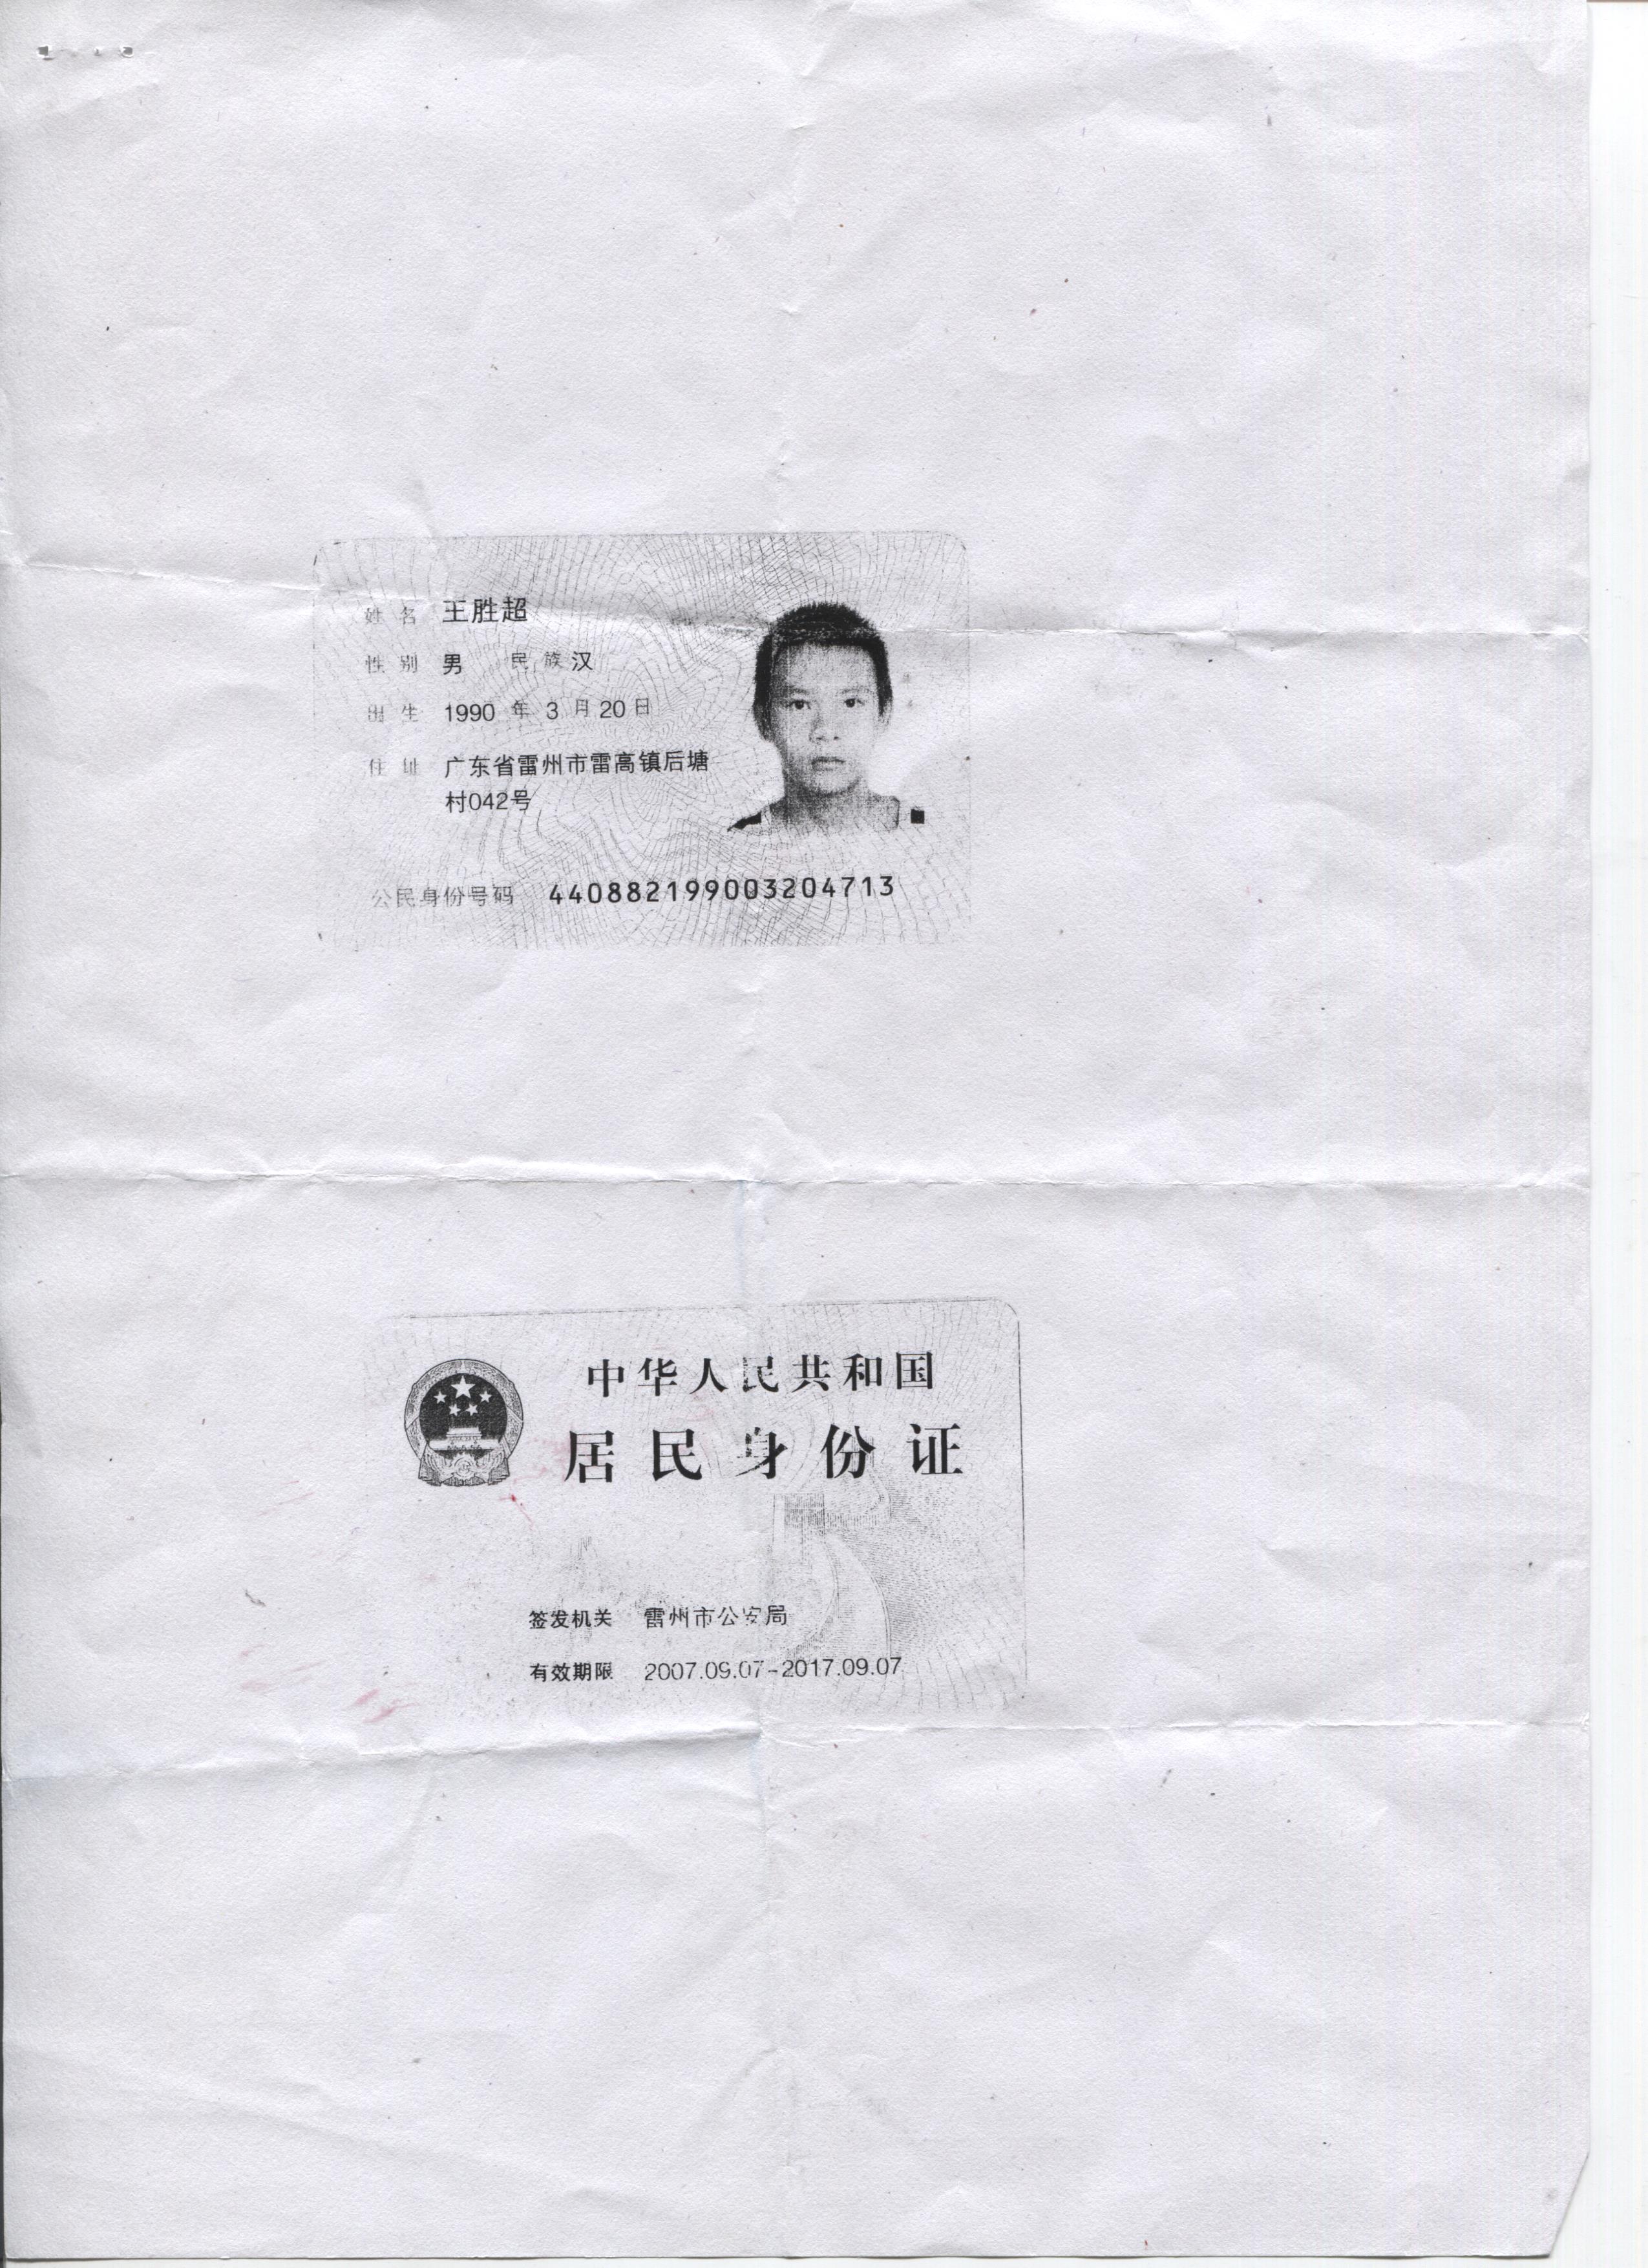 姓名 王胜超
性别 男 民族 汉
出生 1990 年 3 月 20 日
住址 广东省雷州市雷高镇后塘
村042号
公民身份号码 440882199003204713
中华人民共和国
居民身份证
签发机关 雷州市公安局
有效期限 2007.09.07-2017.09.07